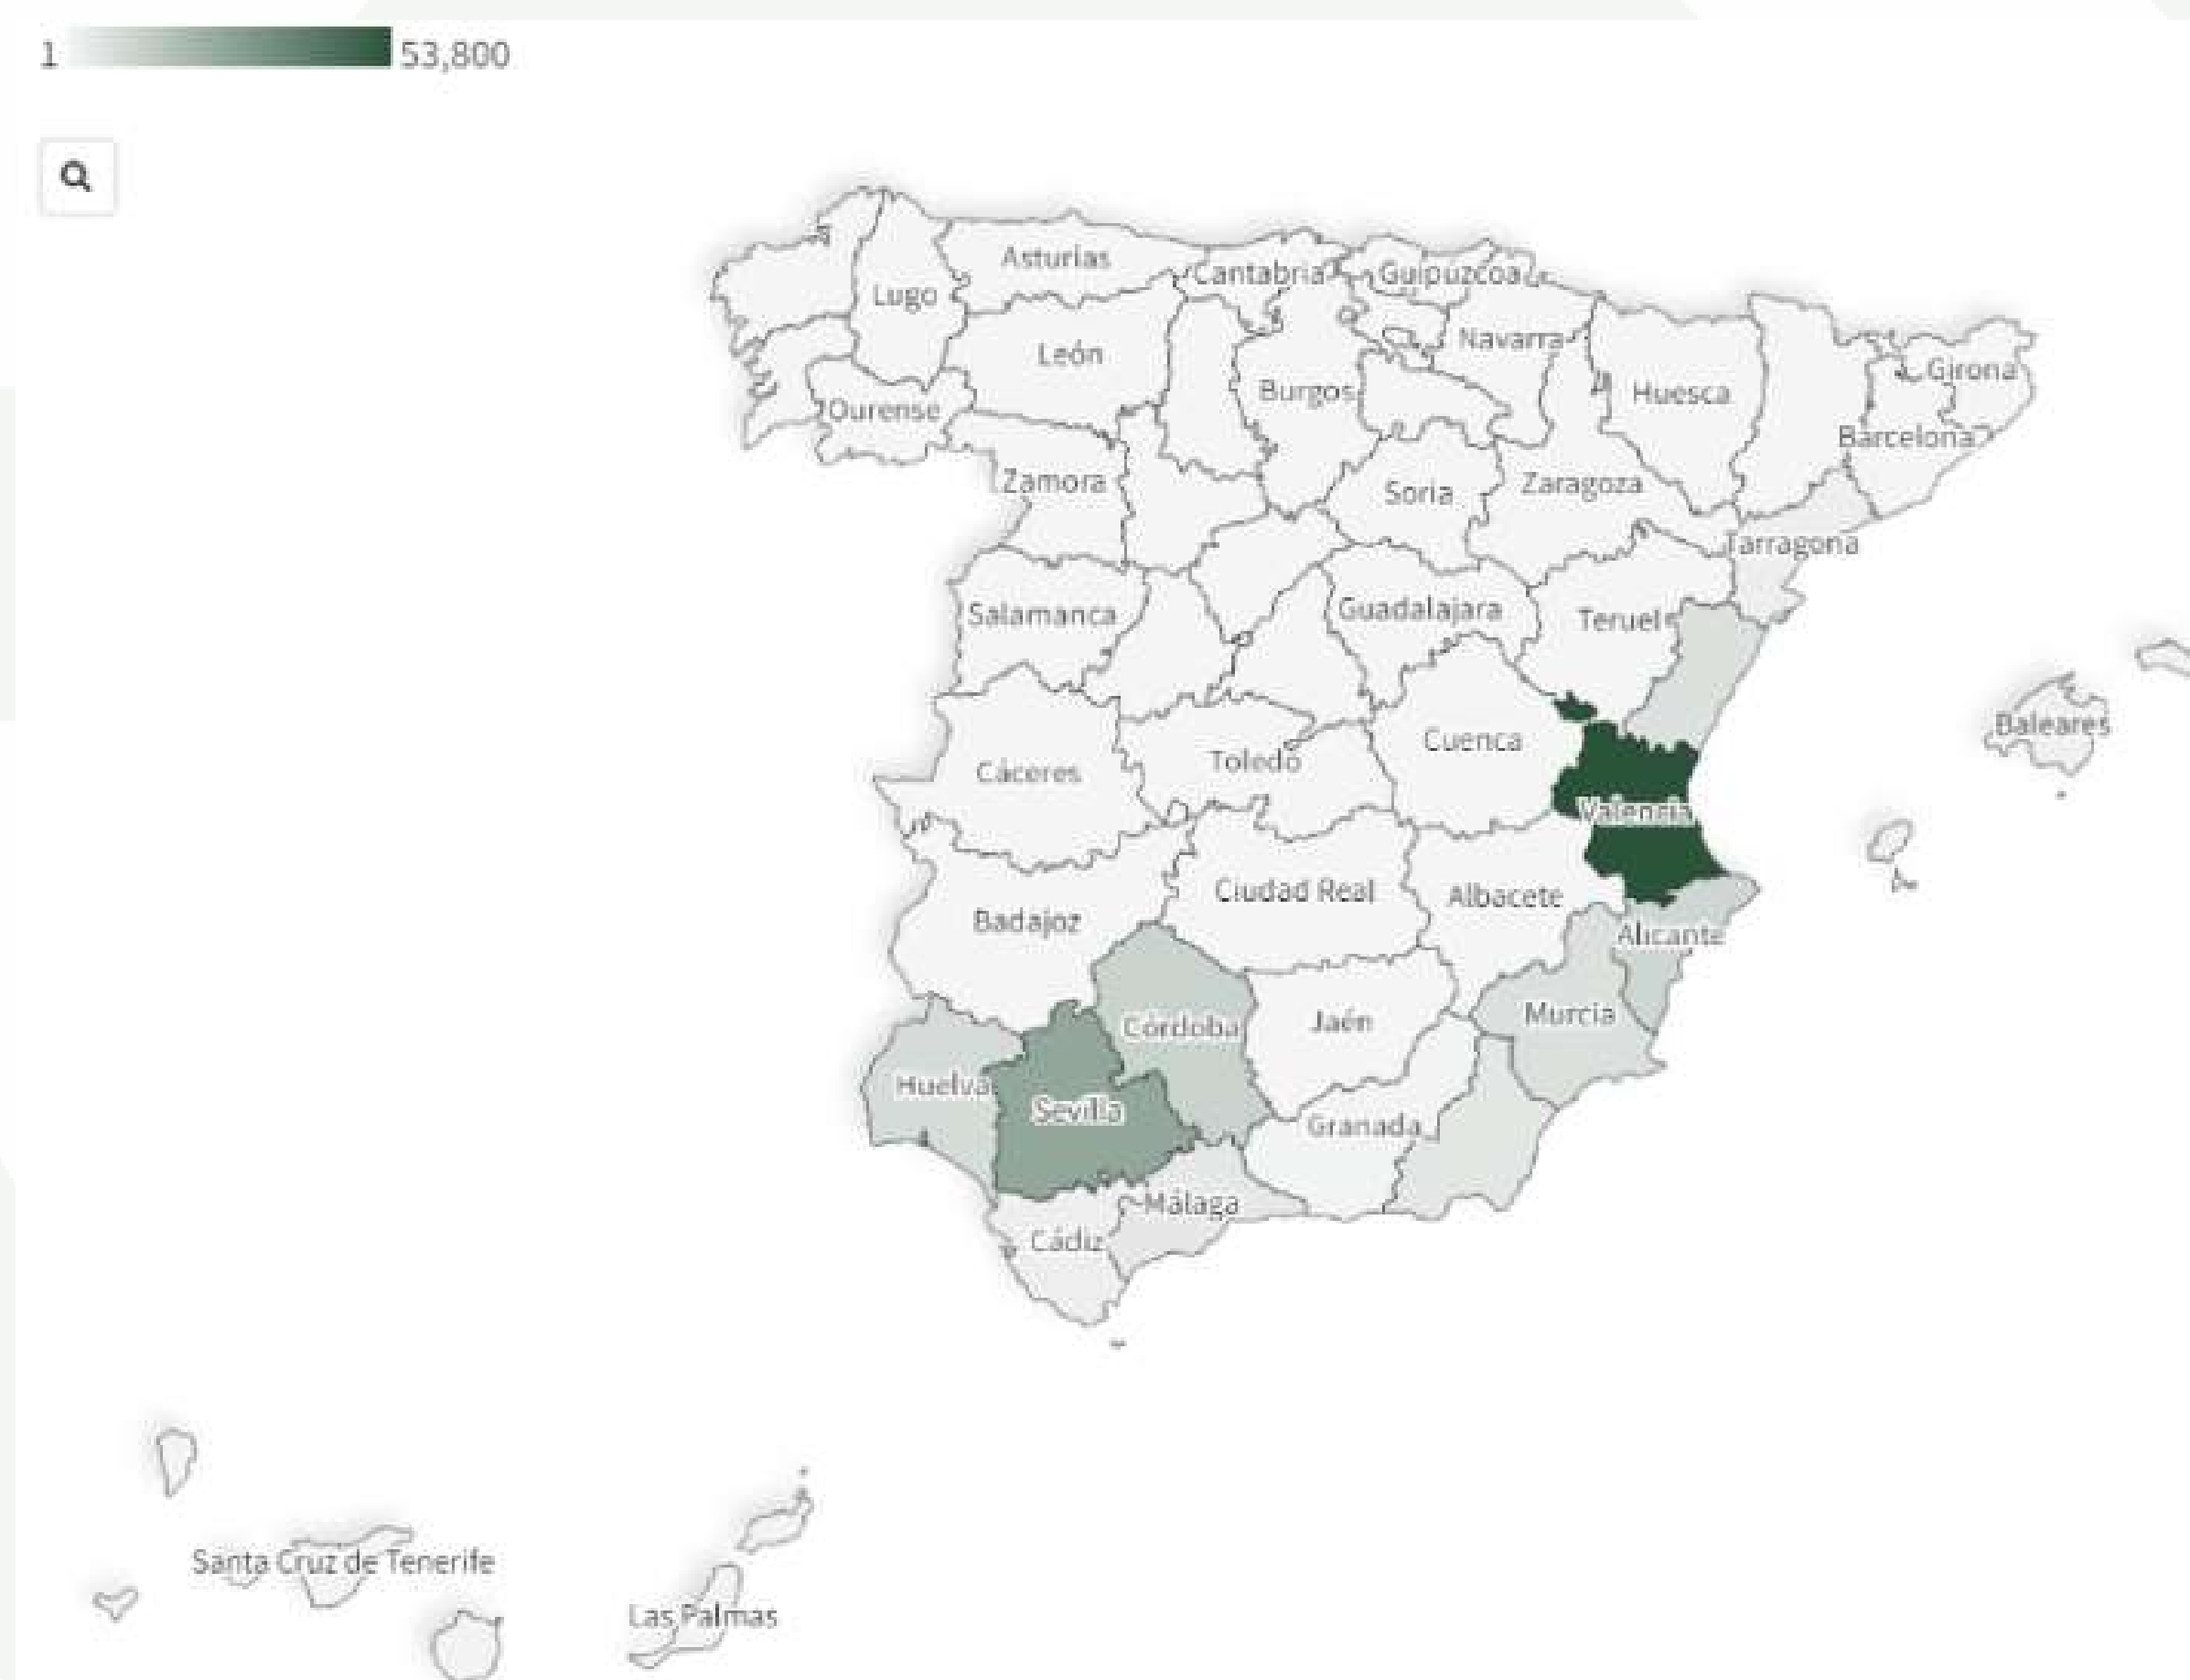 1 53,800
Asturias
Cantabria
Guipúzcoa
Lugo
León
Navarra
Girona
Burgos
Huesca
Ourense
Barcelona
Zamora
Soria
Zaragoza
Tarragona
Salamanca
Guadalajara
Teruel
Baleares
Cuenca
Toledo
Cáceres
Valencia
Ciudad Real
Albacete
Badajoz
Alicante
Córdoba
Jaén
Murcia
Huelva
Sevilla
Granada
Málaga
Cádiz
Santa Cruz de Tenerife
Las Palmas